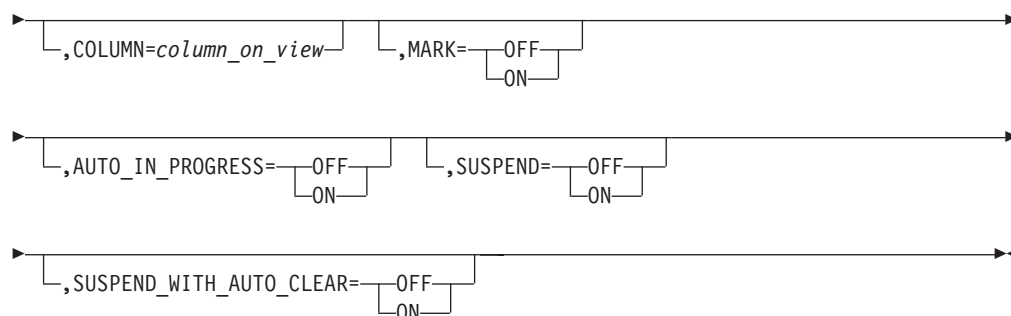 ,COLUMN=column_on_view ,MARK= OFF
ON
,AUTO_IN_PROGRESS= OFF ,SUSPEND= OFF
ON ON
,SUSPEND_WITH_AUTO_CLEAR= OFF
ON